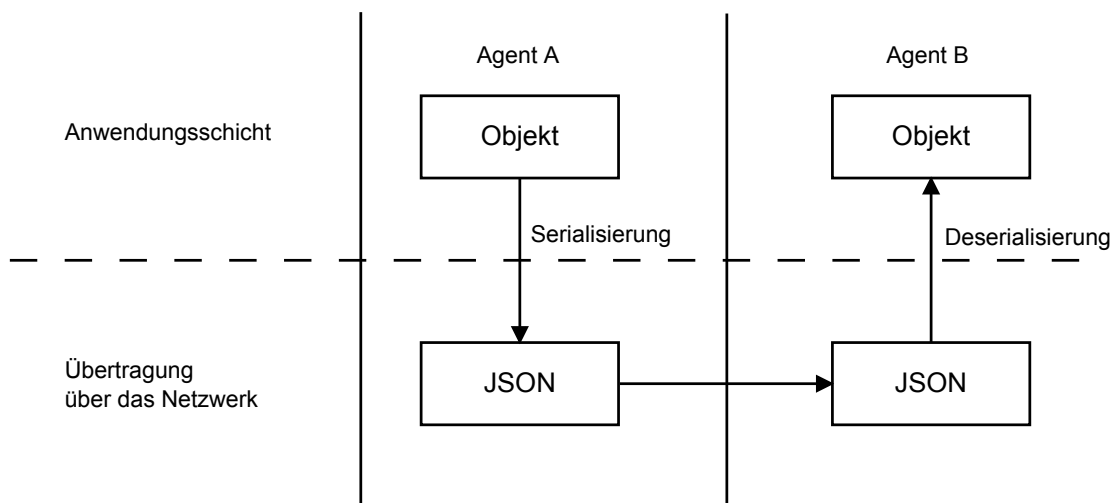 Agent A
Agent B
Anwendungsschicht
Objekt
Objekt
Serialisierung
Deserialisierung
Übertragung
über das Netzwerk
JSON
JSON